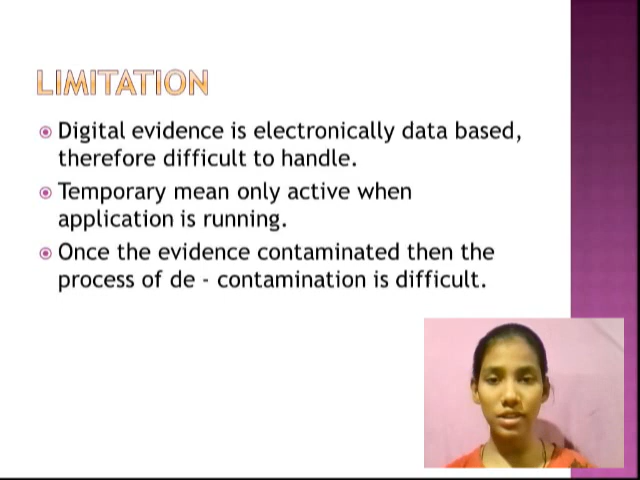 LIMITATION
Digital evidence is electronically data based,
therefore difficult to handle.
Temporary mean only active when
application is running.
Once the evidence contaminated then the
process of de - contamination is difficult.